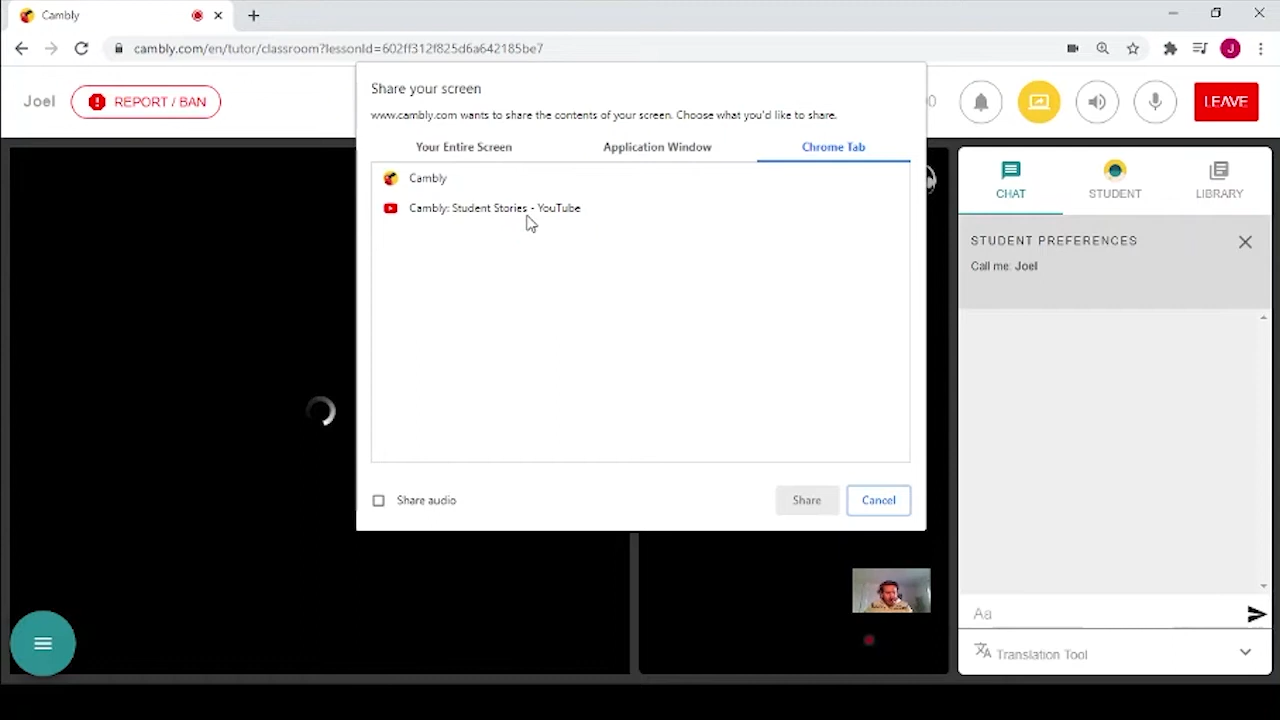 Cambly
cambly.com/en/tutor/classroom?lessonId=602ff312f825d6a642185be7
J
Joel
REPORT / BAN
LEAVE
Share your screen
www.cambly.com wants to share the contents of your screen. Choose what you'd like to share.
Your Entire Screen
Application Window
Chrome Tab
Cambly
Cambly: Student Stories - YouTube
Share audio
Share
Cancel
CHAT
STUDENT
LIBRARY
STUDENT PREFERENCES
Call me: Joel
Aa
Translation Tool